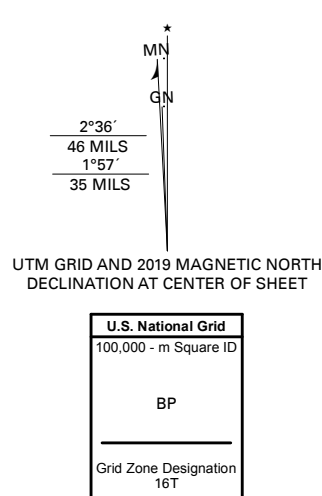 MN
GN
2°36´
46 MILS
1°57´
35 MILS
UTM GRID AND 2019 MAGNETIC NORTH
DECLINATION AT CENTER OF SHEET
U.S. National Grid
100,000 - m Square ID
BP
Grid Zone Designation
16T